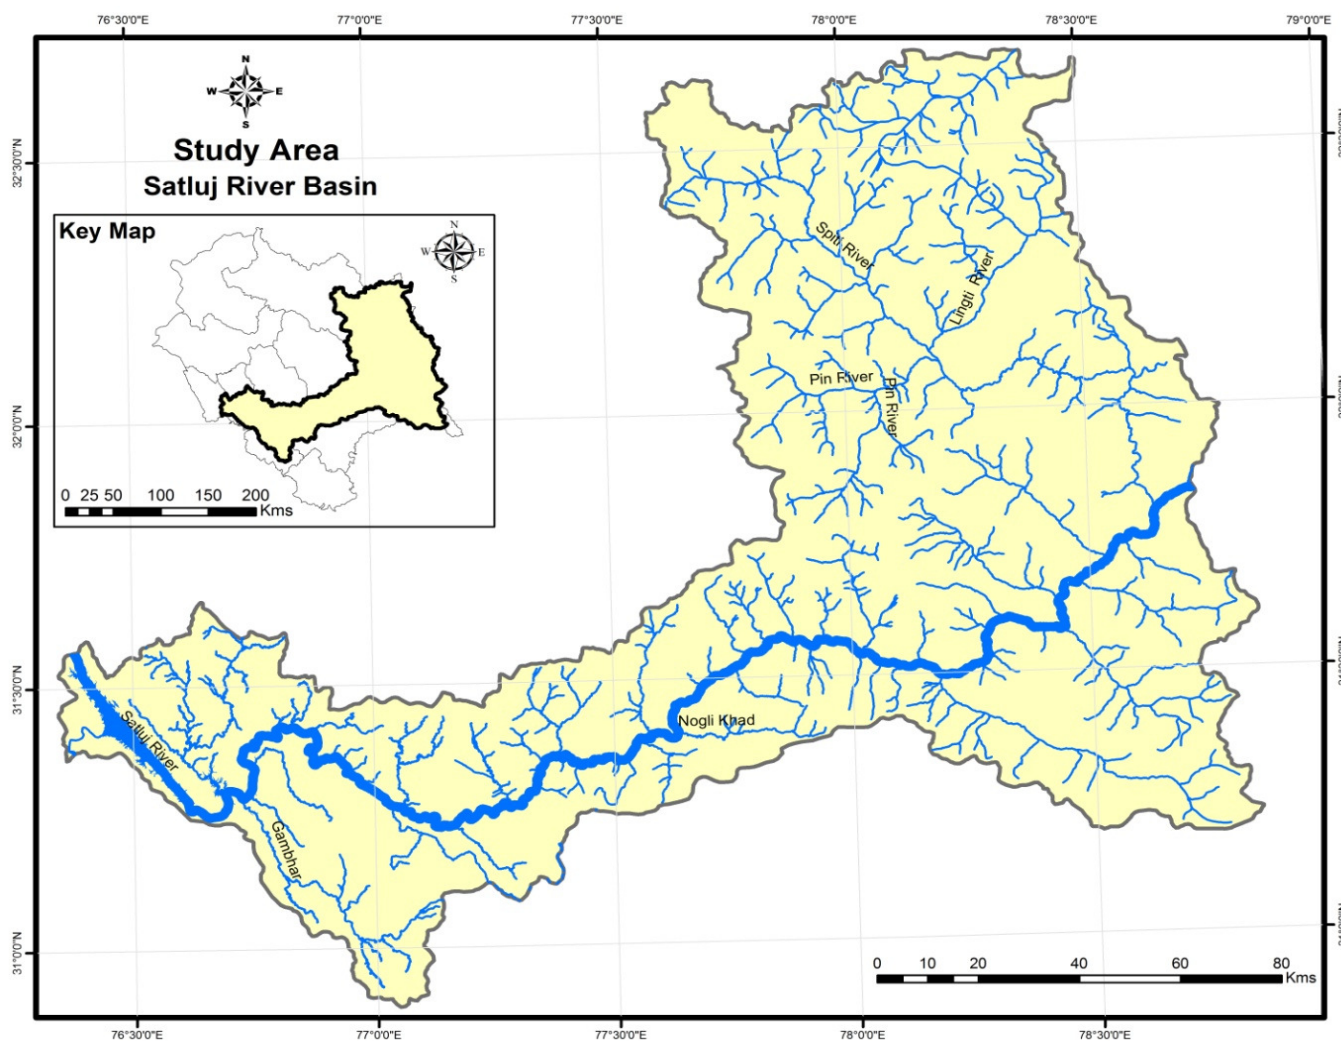 76°30'0"E 77°0'0"E 77°30'0"E 78°0'0"E 78°30'0"E 79°0'0"E
N
W E
S
Study Area
Satluj River Basin
Key Map
N
W E
S
0 25 50 100 150 200
Kms
32°30'0"N
32°0'0"N
31°30'0"N
31°0'0"N
Spiti River
Lingti River
Pin River
Pin River
Nogli Khad
Satluj River
Gambhar
0 10 20 40 60 80
Kms
76°30'0"E 77°0'0"E 77°30'0"E 78°0'0"E 78°30'0"E